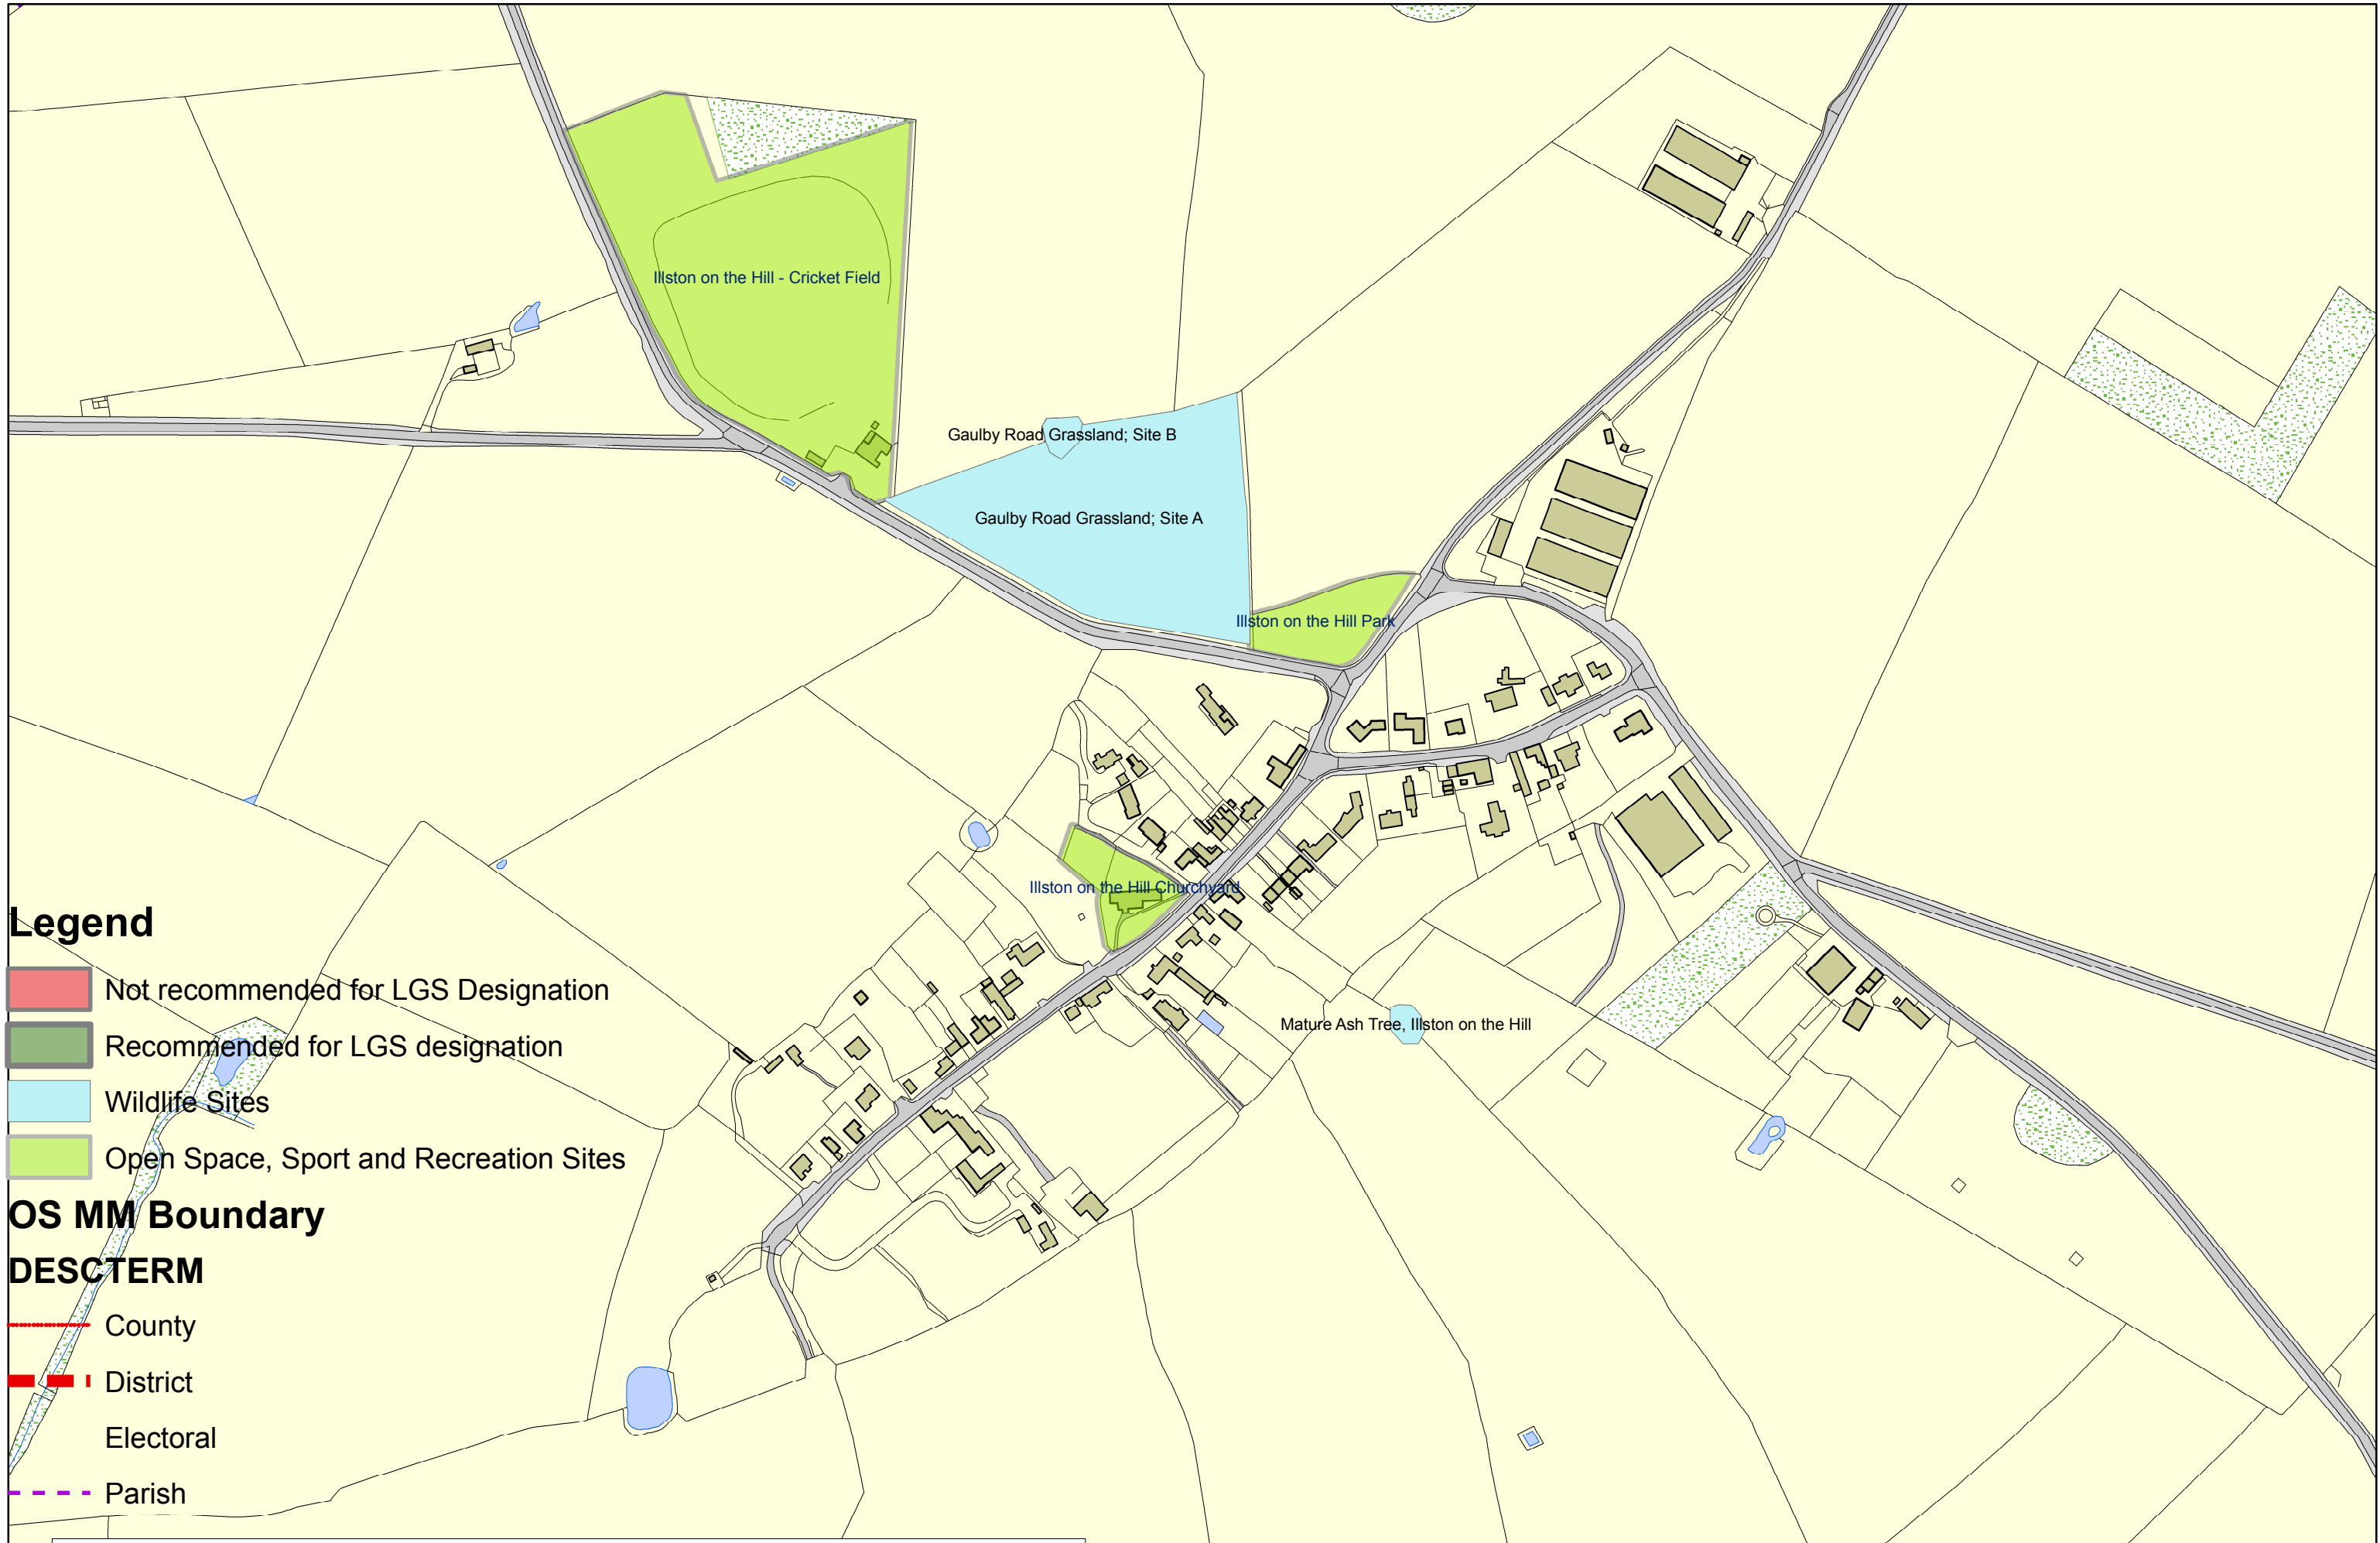 Illston on the Hill - Cricket Field
Gaulby Road Grassland; Site B
Gaulby Road Grassland; Site A
Illston on the Hill Park
Illston on the Hill Churchyard
Mature Ash Tree, Illston on the Hill
Legend
Not recommended for LGS Designation
Recommended for LGS designation
Wildlife Sites
Open Space, Sport and Recreation Sites
OS MM Boundary
DESCTERM
County
District
Electoral
Parish